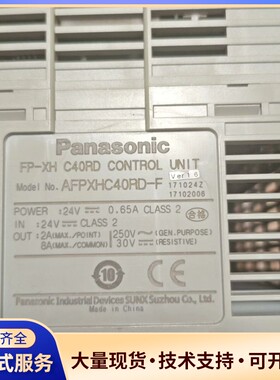 Panasonic
FP-XH C40RD CONTROL UNIT
Ver1.6
Model No. AFPXHC40RD-F
171024Z
17102006
POWER :24V ⎓ 0.65A CLASS 2
合格
IN :24V ⎓ CLASS 2
OUT :2A(MAX./POINT) 250V~(GEN.PURPOSE)
8A(MAX./COMMON) 30V⎓(RESISTIVE)
10
Panasonic Industrial Devices SUNX Suzhou Co., Ltd.
Made in China
齐全
式服务
大量现货·技术支持·可开